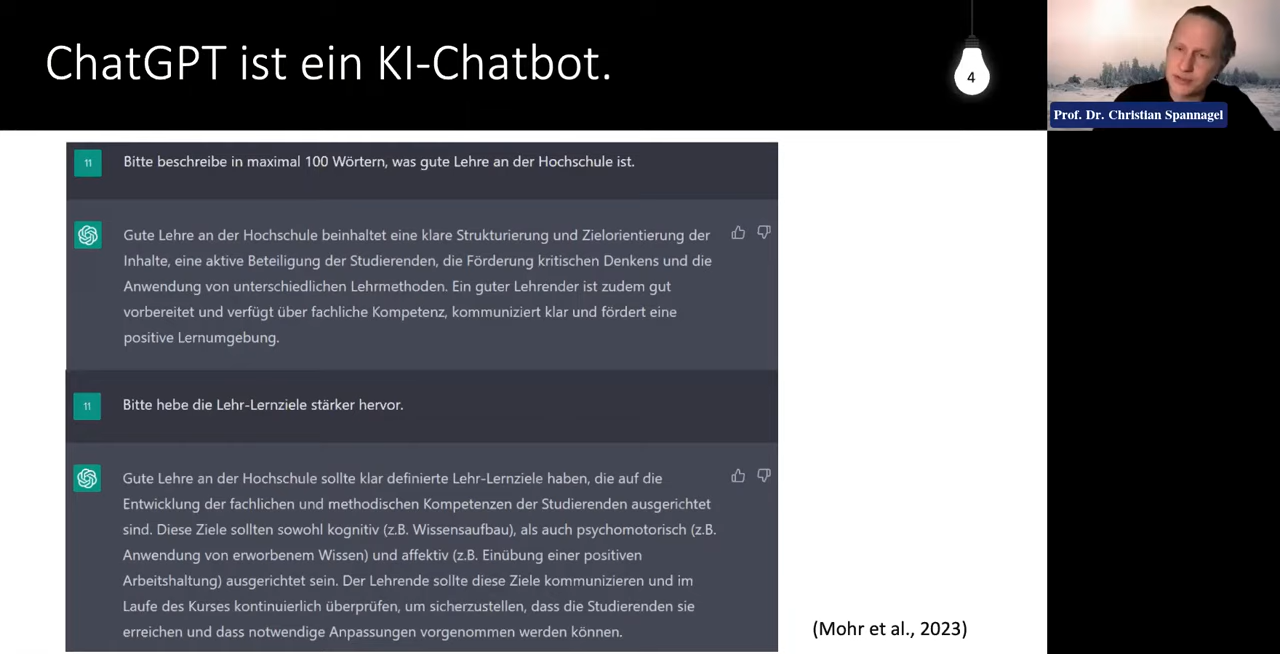 ChatGPT ist ein KI-Chatbot.
4
Prof. Dr. Christian Spannagel
11
Bitte beschreibe in maximal 100 Wörtern, was gute Lehre an der Hochschule ist.
Gute Lehre an der Hochschule beinhaltet eine klare Strukturierung und Zielorientierung der
Inhalte, eine aktive Beteiligung der Studierenden, die Förderung kritischen Denkens und die
Anwendung von unterschiedlichen Lehrmethoden. Ein guter Lehrender ist zudem gut
vorbereitet und verfügt über fachliche Kompetenz, kommuniziert klar und fördert eine
positive Lernumgebung.
11
Bitte hebe die Lehr-Lernziele stärker hervor.
Gute Lehre an der Hochschule sollte klar definierte Lehr-Lernziele haben, die auf die
Entwicklung der fachlichen und methodischen Kompetenzen der Studierenden ausgerichtet
sind. Diese Ziele sollten sowohl kognitiv (z.B. Wissensaufbau), als auch psychomotorisch (z.B.
Anwendung von erworbenem Wissen) und affektiv (z.B. Einübung einer positiven
Arbeitshaltung) ausgerichtet sein. Der Lehrende sollte diese Ziele kommunizieren und im
Laufe des Kurses kontinuierlich überprüfen, um sicherzustellen, dass die Studierenden sie
erreichen und dass notwendige Anpassungen vorgenommen werden können.
(Mohr et al., 2023)